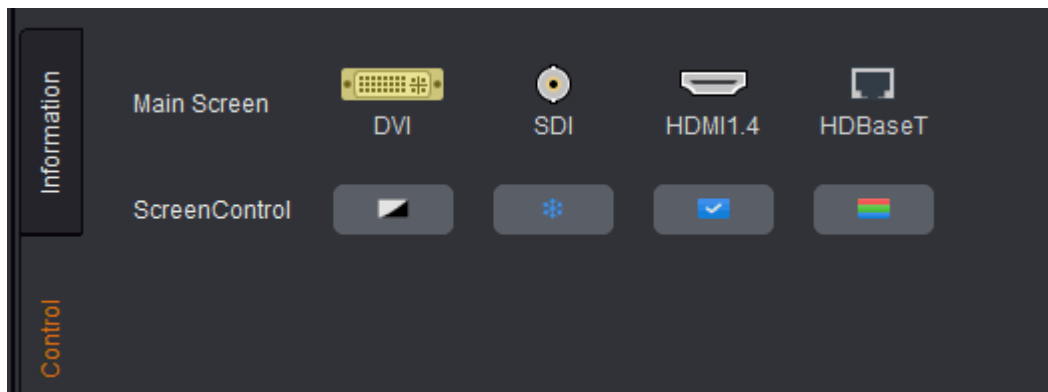 Information
Main Screen
DVI
SDI
HDMI1.4
HDBaseT
ScreenControl
Control